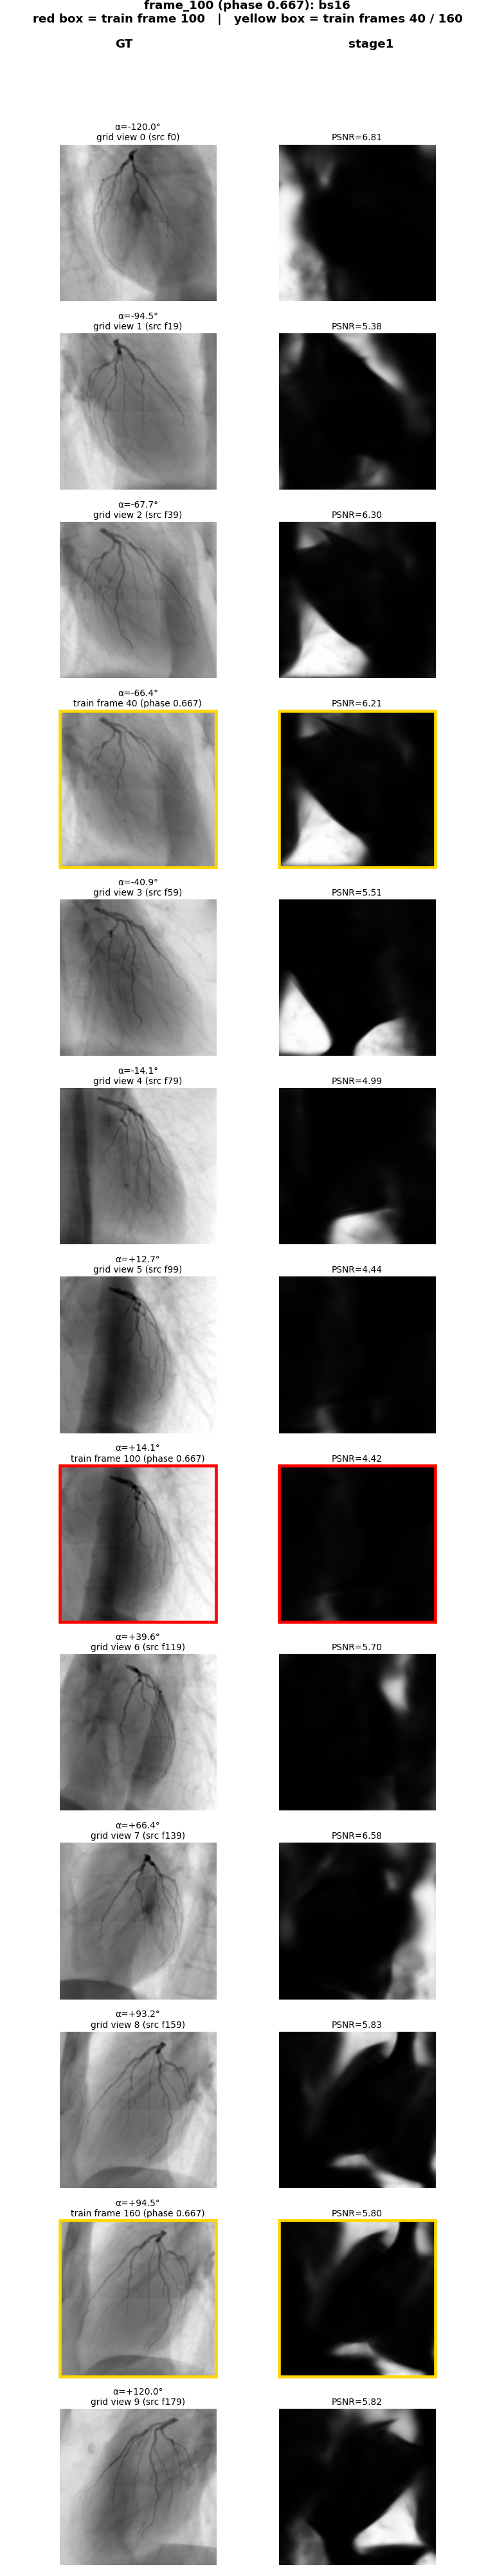 frame_100 (phase 0.667): bs16
red box = train frame 100 | yellow box = train frames 40 / 160
GT
stage1
α=-120.0°
grid view 0 (src f0)
PSNR=6.81
α=-94.5°
grid view 1 (src f19)
PSNR=5.38
α=-67.7°
grid view 2 (src f39)
PSNR=6.30
α=-66.4°
train frame 40 (phase 0.667)
PSNR=6.21
α=-40.9°
grid view 3 (src f59)
PSNR=5.51
α=-14.1°
grid view 4 (src f79)
PSNR=4.99
α=+12.7°
grid view 5 (src f99)
PSNR=4.44
α=+14.1°
train frame 100 (phase 0.667)
PSNR=4.42
α=+39.6°
grid view 6 (src f119)
PSNR=5.70
α=+66.4°
grid view 7 (src f139)
PSNR=6.58
α=+93.2°
grid view 8 (src f159)
PSNR=5.83
α=+94.5°
train frame 160 (phase 0.667)
PSNR=5.80
α=+120.0°
grid view 9 (src f179)
PSNR=5.82